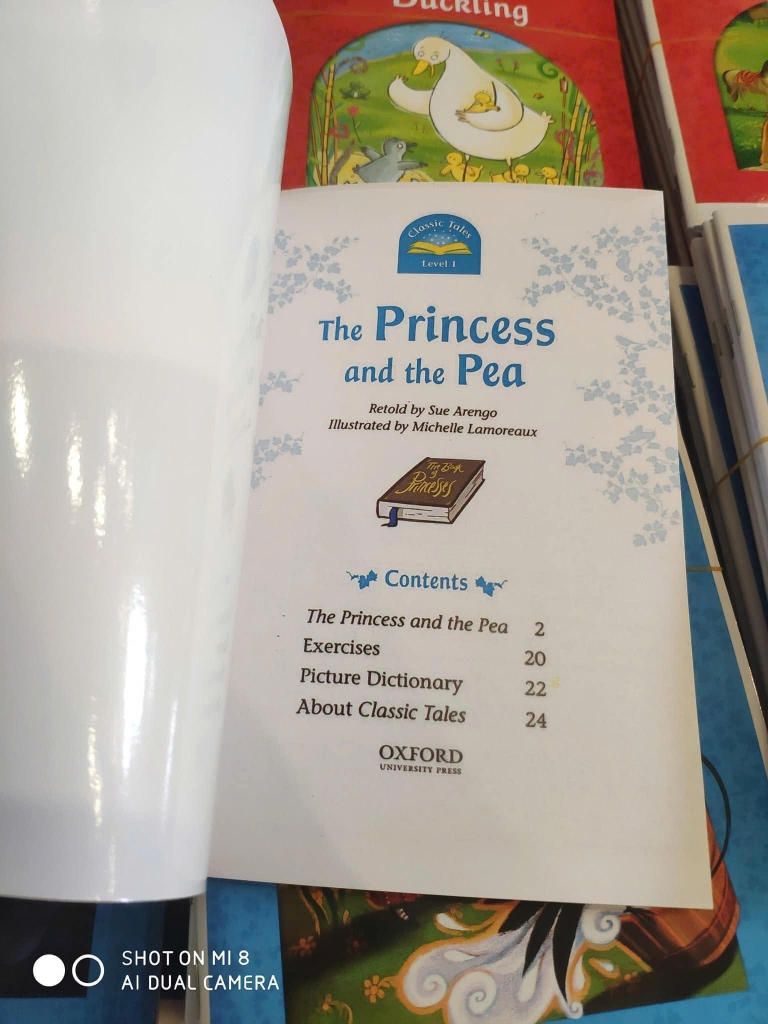 Duckling
Classic Tales
Level 1
The Princess
and the Pea
Retold by Sue Arengo
Illustrated by Michelle Lamoreaux
The Book
of
Princesses
Contents
The Princess and the Pea 2
Exercises 20
Picture Dictionary 22
About Classic Tales 24
OXFORD
UNIVERSITY PRESS
SHOT ON MI 8
AI DUAL CAMERA